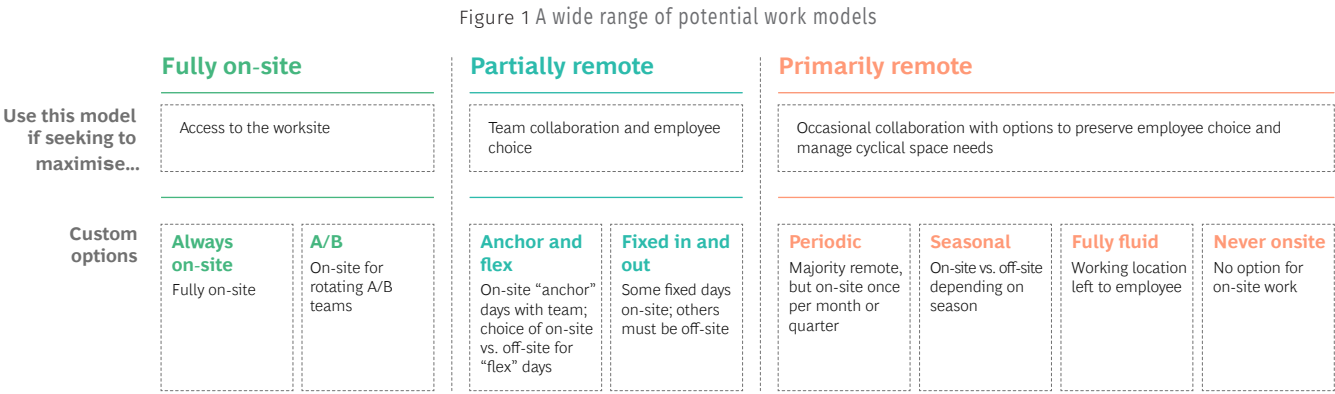 Figure 1 A wide range of potential work models
Fully on-site
Partially remote
Primarily remote
Use this model
if seeking to
maximise...
Access to the worksite
Team collaboration and employee
choice
Occasional collaboration with options to preserve employee choice and
manage cyclical space needs
Custom
options
Always
on-site
Fully on-site
A/B
On-site for
rotating A/B
teams
Anchor and
flex
On-site “anchor”
days with team;
choice of on-site
vs. off-site for
“flex” days
Fixed in and
out
Some fixed days
on-site; others
must be off-site
Periodic
Majority remote,
but on-site once
per month or
quarter
Seasonal
On-site vs. off-site
depending on
season
Fully fluid
Working location
left to employee
Never onsite
No option for
on-site work